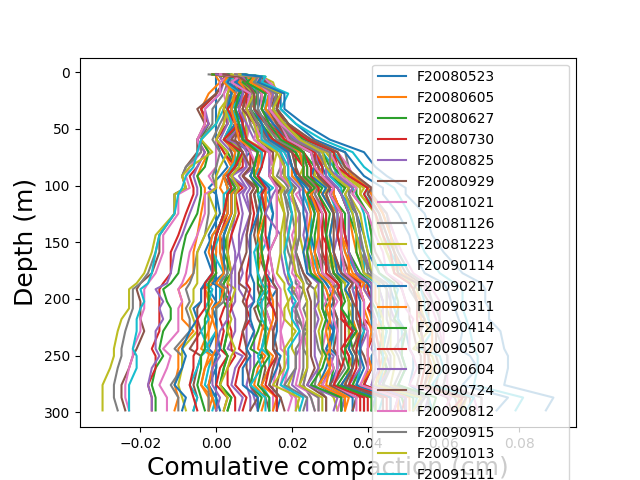 0
50
100
150
200
250
300
Depth (m)
−0.02
0.00
0.02
0.04
0.06
0.08
Comulative compaction (cm)
F20080523
F20080605
F20080627
F20080730
F20080825
F20080929
F20081021
F20081126
F20081223
F20090114
F20090217
F20090311
F20090414
F20090507
F20090604
F20090724
F20090812
F20090915
F20091013
F20091111